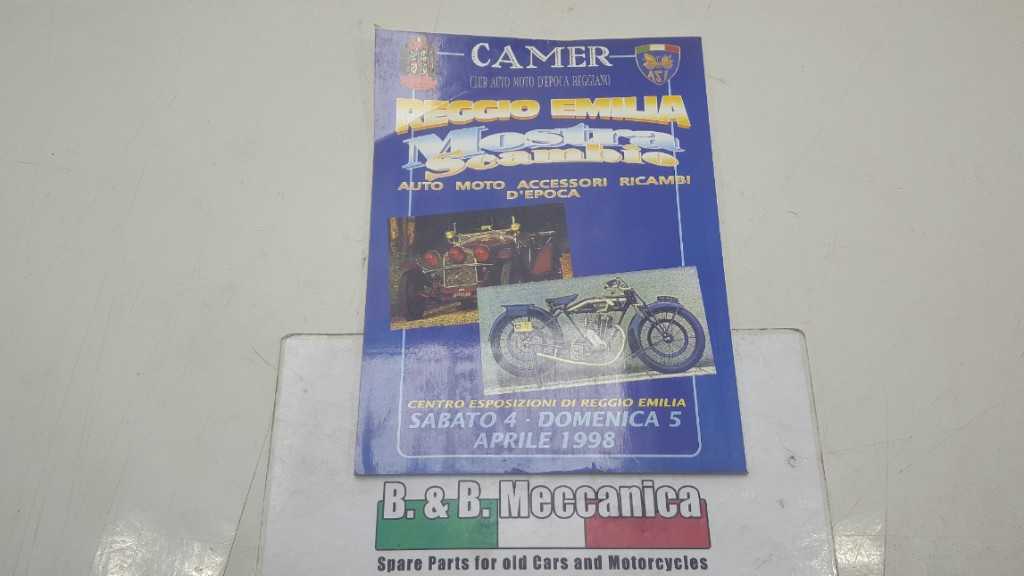 CAMER
CLUB AUTO MOTO D'EPOCA REGGIANO
ASI
REGGIO EMILIA
Mostra
Scambio
AUTO MOTO ACCESSORI RICAMBI
D'EPOCA
CENTRO ESPOSIZIONI DI REGGIO EMILIA
SABATO 4 - DOMENICA 5
APRILE 1998
B. & B. Meccanica
Spare Parts for old Cars and Motorcycles